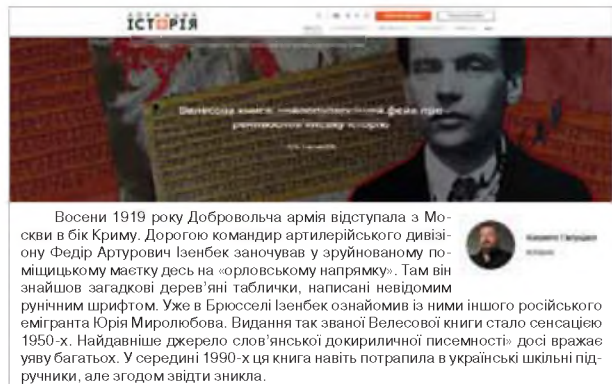 ІСТОРІЯ
Велесова книга:
Восени 1919 року Добровольча армія відступала з Мо-
скви в бік Криму. Дорогою командир артилерійського дивізі-
ону Федір Артурович Ізенбек заночував у зруйнованому по-
міщицькому маєтку десь на «орловському напрямку». Там він
знайшов загадкові дерев’яні таблички, написані невідомим
рунічним шрифтом. Уже в Брюсселі Ізенбек ознайомив із ними іншого російського
емігранта Юрія Миролюбова. Видання так званої Велесової книги стало сенсацією
1950-х. Найдавніше джерело слов’янської докириличної писемності» досі вражає
уяву багатьох. У середині 1990-х ця книга навіть потрапила в українські шкільні під-
ручники, але згодом звідти зникла.